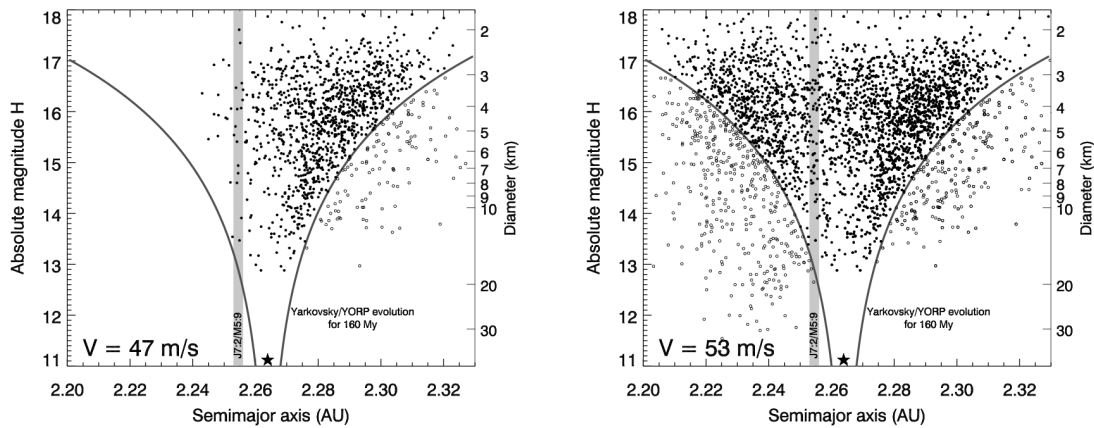 18
17
16
15
14
13
12
11
Absolute magnitude H
2
3
4
5
6
7
8
9
10
20
30
Diameter (km)
J7:2/M5:9
Yarkovsky/YORP evolution
for 160 My
V = 47 m/s
2.20 2.22 2.24 2.26 2.28 2.30 2.32
Semimajor axis (AU)
18
17
16
15
14
13
12
11
Absolute magnitude H
2
3
4
5
6
7
8
9
10
20
30
Diameter (km)
J7:2/M5:9
Yarkovsky/YORP evolution
for 160 My
V = 53 m/s
2.20 2.22 2.24 2.26 2.28 2.30 2.32
Semimajor axis (AU)